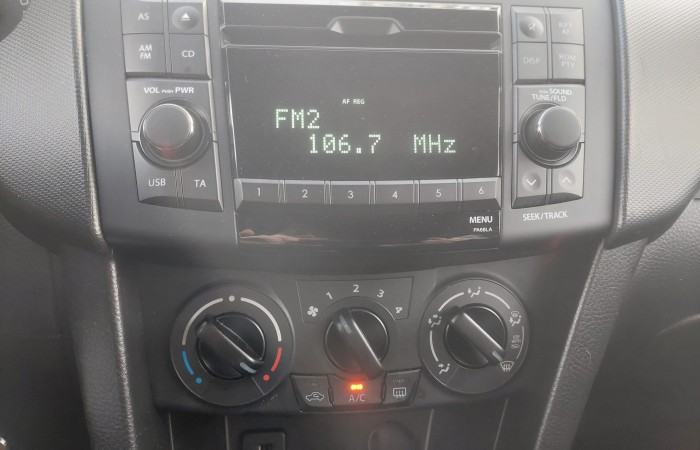 AS
AM
FM
CD
VOL PUSH PWR
USB
TA
AF REG
FM2
106.7 MHz
1 2 3 4 5 6
MENU
PA66LA
DISP
SOUND
TUNE/FLD
SEEK/TRACK
1 2 3 4
A/C